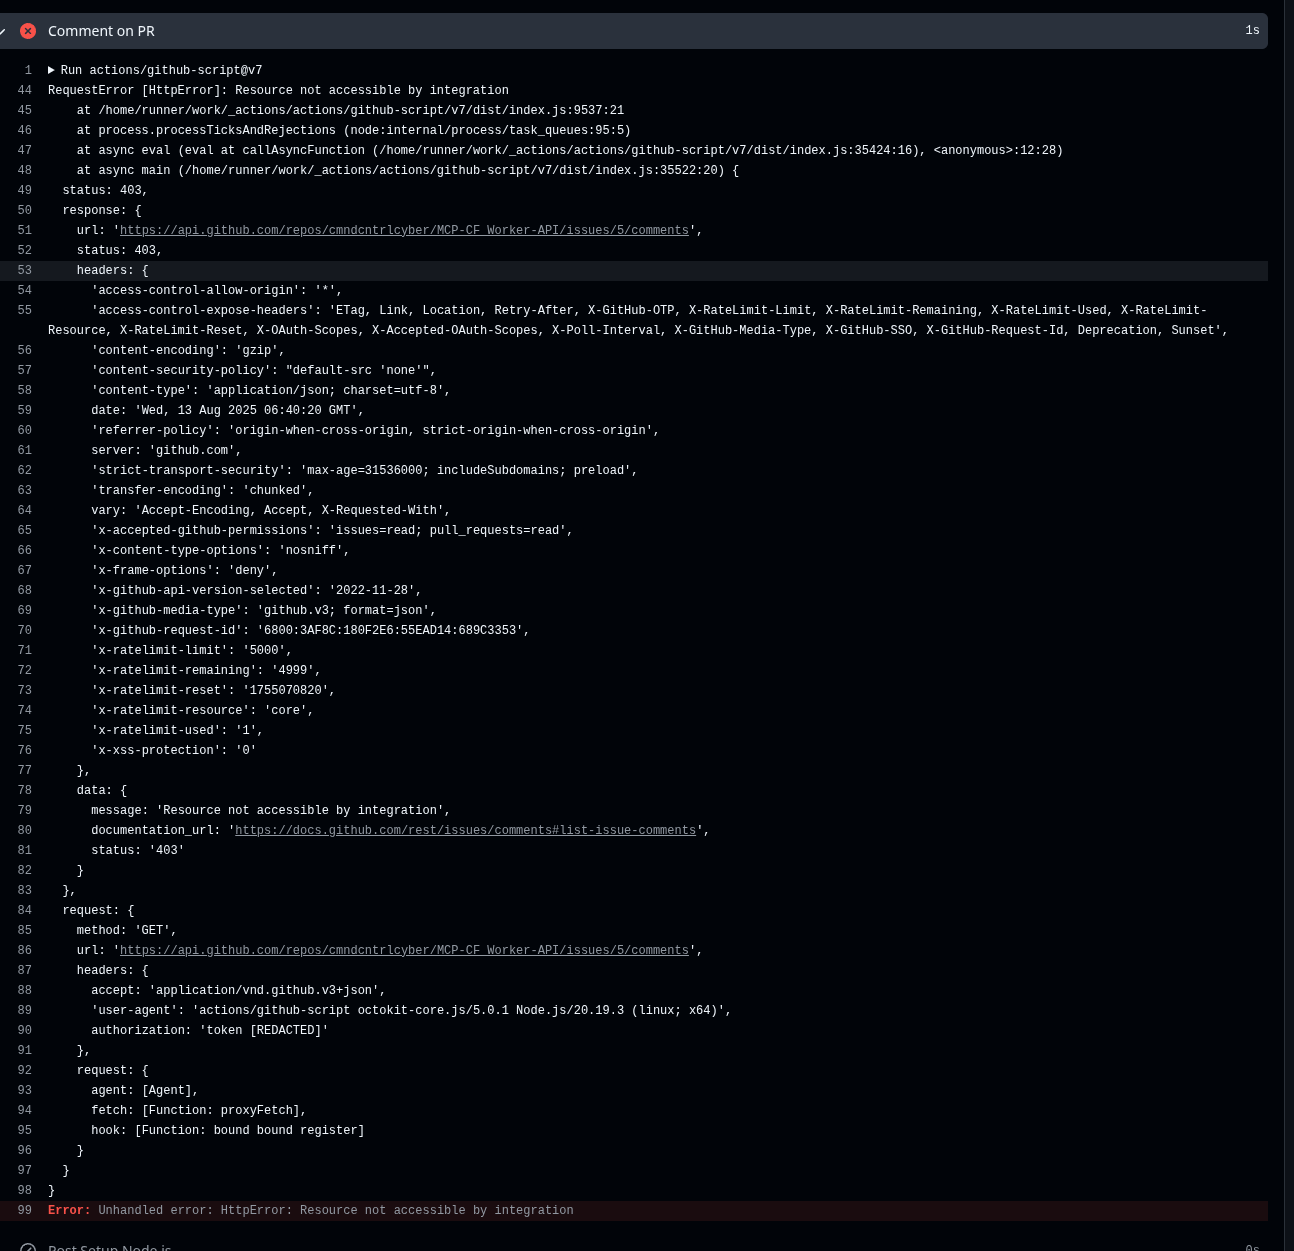 Comment on PR 1s
1 Run actions/github-script@v7
44 RequestError [HttpError]: Resource not accessible by integration
45 at /home/runner/work/_actions/actions/github-script/v7/dist/index.js:9537:21
46 at process.processTicksAndRejections (node:internal/process/task_queues:95:5)
47 at async eval (eval at callAsyncFunction (/home/runner/work/_actions/actions/github-script/v7/dist/index.js:35424:16), <anonymous>:12:28)
48 at async main (/home/runner/work/_actions/actions/github-script/v7/dist/index.js:35522:20) {
49 status: 403,
50 response: {
51 url: 'https://api.github.com/repos/cmndcntrlcyber/MCP-CF_Worker-API/issues/5/comments',
52 status: 403,
53 headers: {
54 'access-control-allow-origin': '*',
55 'access-control-expose-headers': 'ETag, Link, Location, Retry-After, X-GitHub-OTP, X-RateLimit-Limit, X-RateLimit-Remaining, X-RateLimit-Used, X-RateLimit-
Resource, X-RateLimit-Reset, X-OAuth-Scopes, X-Accepted-OAuth-Scopes, X-Poll-Interval, X-GitHub-Media-Type, X-GitHub-SSO, X-GitHub-Request-Id, Deprecation, Sunset',
56 'content-encoding': 'gzip',
57 'content-security-policy': "default-src 'none'",
58 'content-type': 'application/json; charset=utf-8',
59 date: 'Wed, 13 Aug 2025 06:40:20 GMT',
60 'referrer-policy': 'origin-when-cross-origin, strict-origin-when-cross-origin',
61 server: 'github.com',
62 'strict-transport-security': 'max-age=31536000; includeSubdomains; preload',
63 'transfer-encoding': 'chunked',
64 vary: 'Accept-Encoding, Accept, X-Requested-With',
65 'x-accepted-github-permissions': 'issues=read; pull_requests=read',
66 'x-content-type-options': 'nosniff',
67 'x-frame-options': 'deny',
68 'x-github-api-version-selected': '2022-11-28',
69 'x-github-media-type': 'github.v3; format=json',
70 'x-github-request-id': '6800:3AF8C:180F2E6:55EAD14:689C3353',
71 'x-ratelimit-limit': '5000',
72 'x-ratelimit-remaining': '4999',
73 'x-ratelimit-reset': '1755070820',
74 'x-ratelimit-resource': 'core',
75 'x-ratelimit-used': '1',
76 'x-xss-protection': '0'
77 },
78 data: {
79 message: 'Resource not accessible by integration',
80 documentation_url: 'https://docs.github.com/rest/issues/comments#list-issue-comments',
81 status: '403'
82 }
83 },
84 request: {
85 method: 'GET',
86 url: 'https://api.github.com/repos/cmndcntrlcyber/MCP-CF_Worker-API/issues/5/comments',
87 headers: {
88 accept: 'application/vnd.github.v3+json',
89 'user-agent': 'actions/github-script octokit-core.js/5.0.1 Node.js/20.19.3 (linux; x64)',
90 authorization: 'token [REDACTED]'
91 },
92 request: {
93 agent: [Agent],
94 fetch: [Function: proxyFetch],
95 hook: [Function: bound bound register]
96 }
97 }
98 }
99 Error: Unhandled error: HttpError: Resource not accessible by integration
Post Setup Node.js 0s